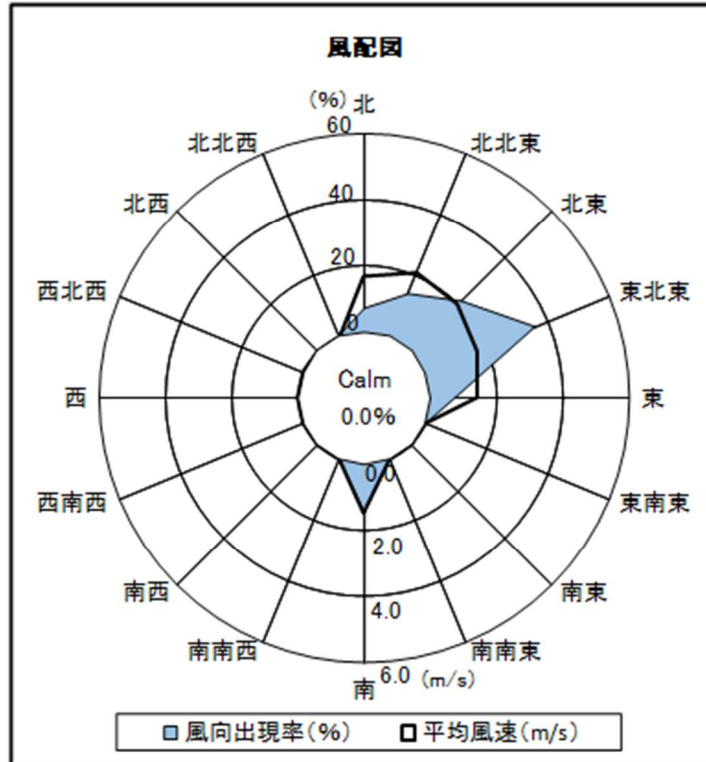 風配図
(%) 北
60
北北西
北北東
40
北西
北東
20
西北西
東北東
0
Calm
西
東
0.0%
0.0
西南西
東南東
2.0
南西
南東
4.0
南南西
南南東
南
6.0 (m/s)
風向出現率(%) 平均風速(m/s)